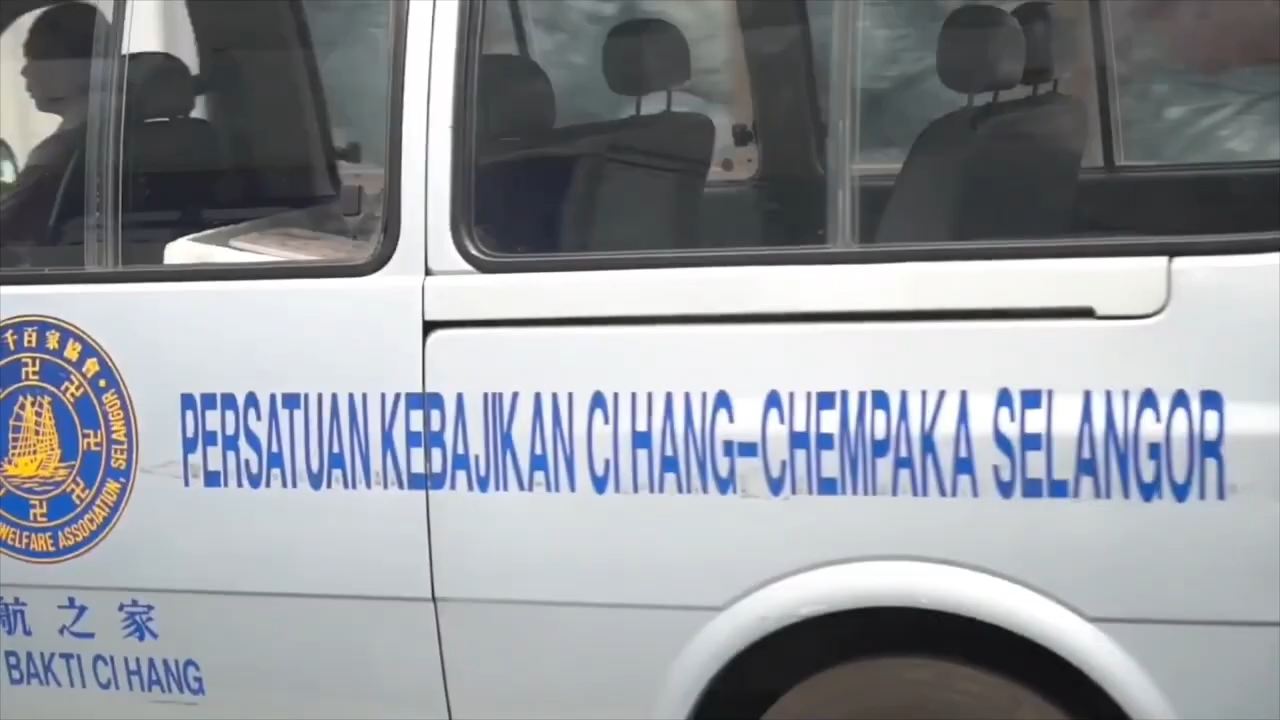 千百家協會
WELFARE ASSOCIATION, SELANGOR
PERSATUAN KEBAJIKAN CI HANG-CHEMPAKA SELANGOR
航之家
BAKTI CI HANG